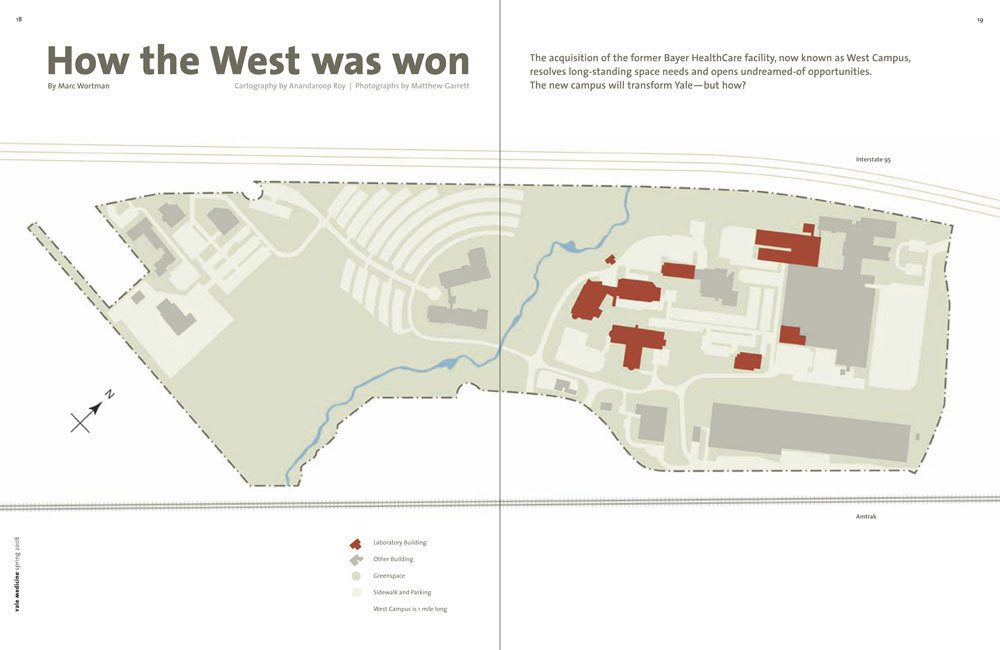 18
19
How the West was won
By Marc Wortman
Cartography by Anandaroop Roy | Photographs by Matthew Garrett
The acquisition of the former Bayer HealthCare facility, now known as West Campus,
resolves long-standing space needs and opens undreamed-of opportunities.
The new campus will transform Yale—but how?
Interstate 95
N
Amtrak
Laboratory Building
Other Building
Greenspace
Sidewalk and Parking
West Campus is 1 mile long
Yale Medicine spring 2008